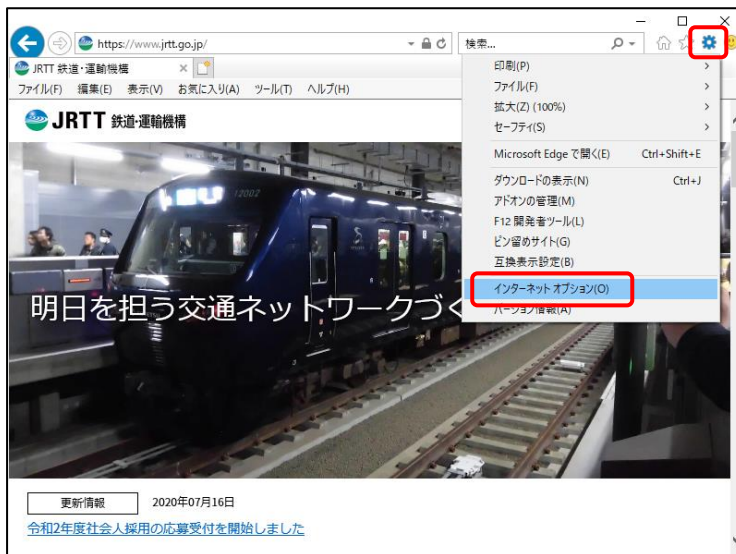 https://www.jrtt.go.jp/
検索...
JRTT 鉄道・運輸機構
ファイル(F) 編集(E) 表示(V) お気に入り(A) ツール(T) ヘルプ(H)
JRTT 鉄道・運輸機構
印刷(P)
ファイル(F)
拡大(Z) (100%)
セーフティ(S)
Microsoft Edge で開く(E) Ctrl+Shift+E
ダウンロードの表示(N) Ctrl+J
アドオンの管理(M)
F12 開発者ツール(L)
ピン留めサイト(G)
互換表示設定(B)
インターネット オプション(O)
バージョン情報(A)
12002
明日を担う交通ネットワークづく
更新情報 2020年07月16日
令和2年度社会人採用の応募受付を開始しました